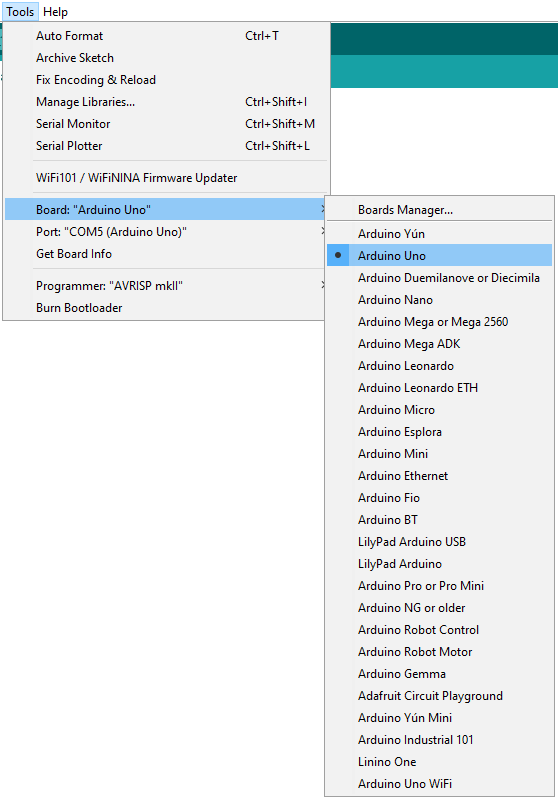 Tools Help
Auto Format Ctrl+T
Archive Sketch
Fix Encoding & Reload
Manage Libraries... Ctrl+Shift+I
Serial Monitor Ctrl+Shift+M
Serial Plotter Ctrl+Shift+L
WiFi101 / WiFiNINA Firmware Updater
Board: "Arduino Uno"
Port: "COM5 (Arduino Uno)"
Get Board Info
Programmer: "AVRISP mkII"
Burn Bootloader
Boards Manager...
Arduino Yún
Arduino Uno
Arduino Duemilanove or Diecimila
Arduino Nano
Arduino Mega or Mega 2560
Arduino Mega ADK
Arduino Leonardo
Arduino Leonardo ETH
Arduino Micro
Arduino Esplora
Arduino Mini
Arduino Ethernet
Arduino Fio
Arduino BT
LilyPad Arduino USB
LilyPad Arduino
Arduino Pro or Pro Mini
Arduino NG or older
Arduino Robot Control
Arduino Robot Motor
Arduino Gemma
Adafruit Circuit Playground
Arduino Yún Mini
Arduino Industrial 101
Linino One
Arduino Uno WiFi